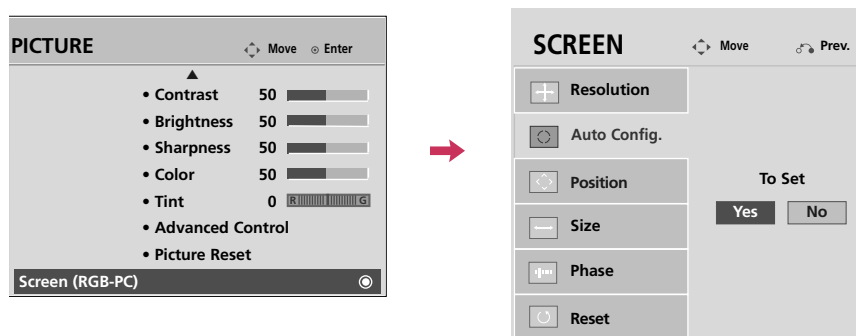 PICTURE
Move Enter
• Contrast 50
• Brightness 50
• Sharpness 50
• Color 50
• Tint 0 R G
• Advanced Control
• Picture Reset
Screen (RGB-PC)
SCREEN
Move Prev.
Resolution
Auto Config.
Position
Size
Phase
Reset
To Set
Yes No